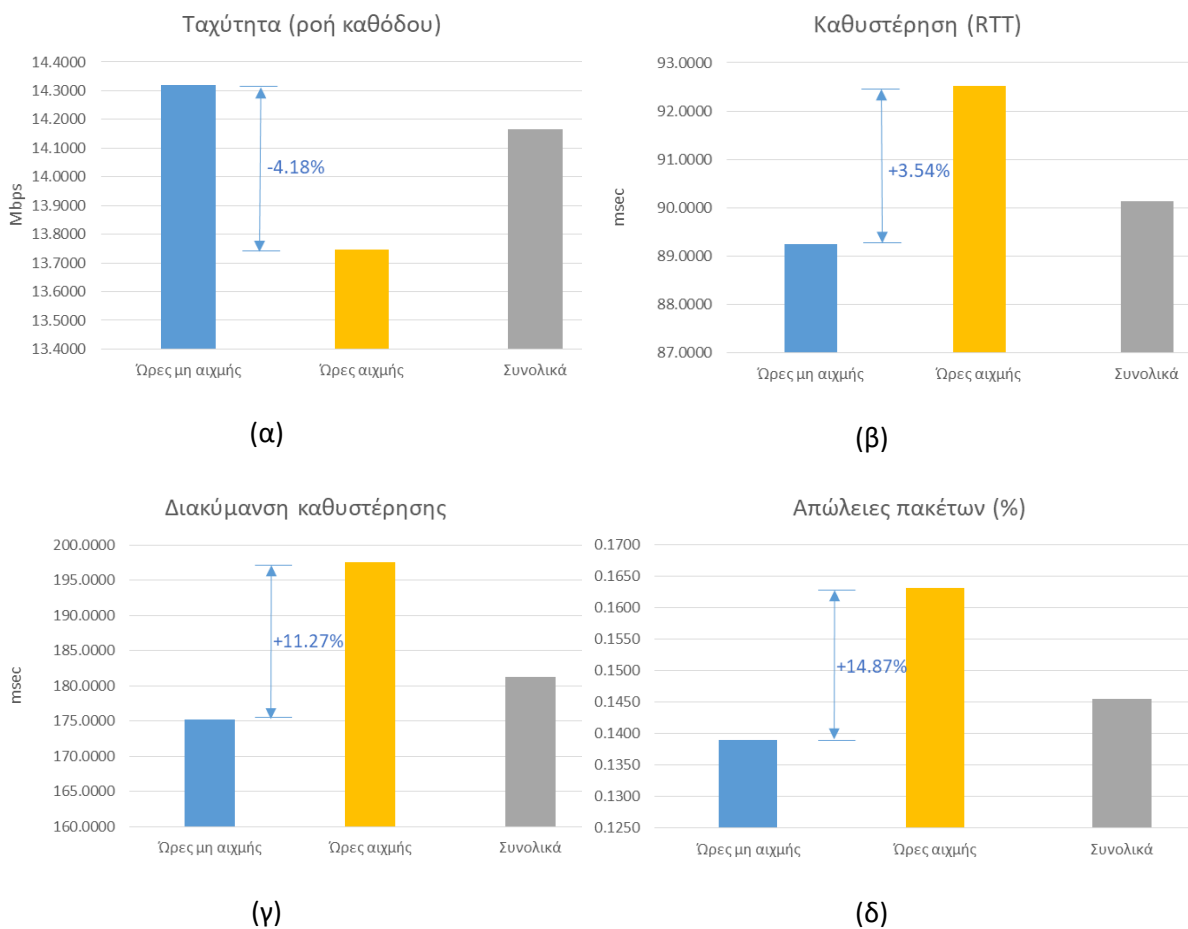 Ταχύτητα (ροή καθόδου)
14.4000
14.3000
14.2000
14.1000
14.0000
13.9000
13.8000
13.7000
13.6000
13.5000
13.4000
Mbps
-4.18%
Ώρες μη αιχμής Ώρες αιχμής Συνολικά
(α)
Καθυστέρηση (RTT)
93.0000
92.0000
91.0000
90.0000
89.0000
88.0000
87.0000
msec
+3.54%
Ώρες μη αιχμής Ώρες αιχμής Συνολικά
(β)
Διακύμανση καθυστέρησης
200.0000
195.0000
190.0000
185.0000
180.0000
175.0000
170.0000
165.0000
160.0000
msec
+11.27%
Ώρες μη αιχμής Ώρες αιχμής Συνολικά
(γ)
Απώλειες πακέτων (%)
0.1700
0.1650
0.1600
0.1550
0.1500
0.1450
0.1400
0.1350
0.1300
0.1250
+14.87%
Ώρες μη αιχμής Ώρες αιχμής Συνολικά
(δ)